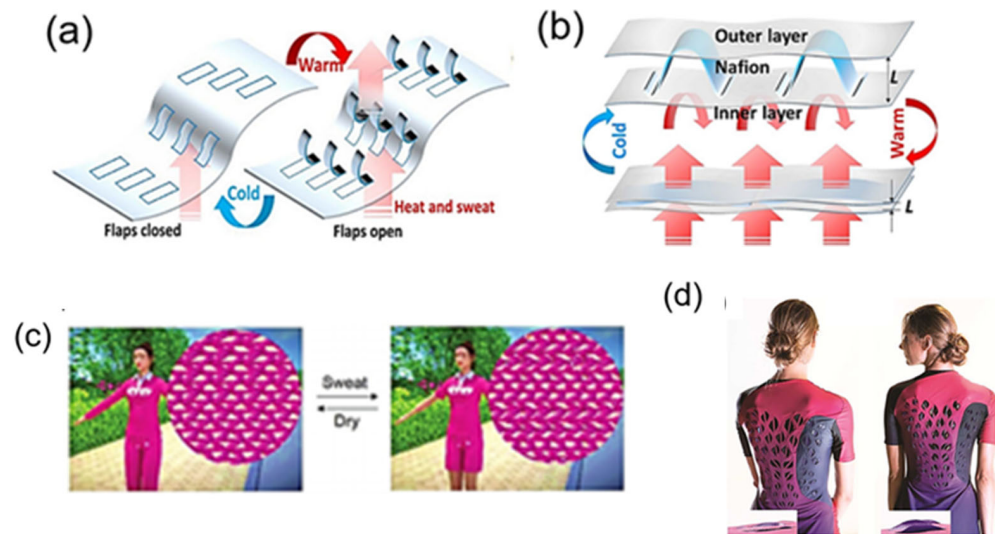 (a)
Warm
Cold
Heat and sweat
Flaps closed
Flaps open
(b)
Outer layer
Nafion
L
Inner layer
Cold
Warm
L
(c)
Sweat
Dry
(d)